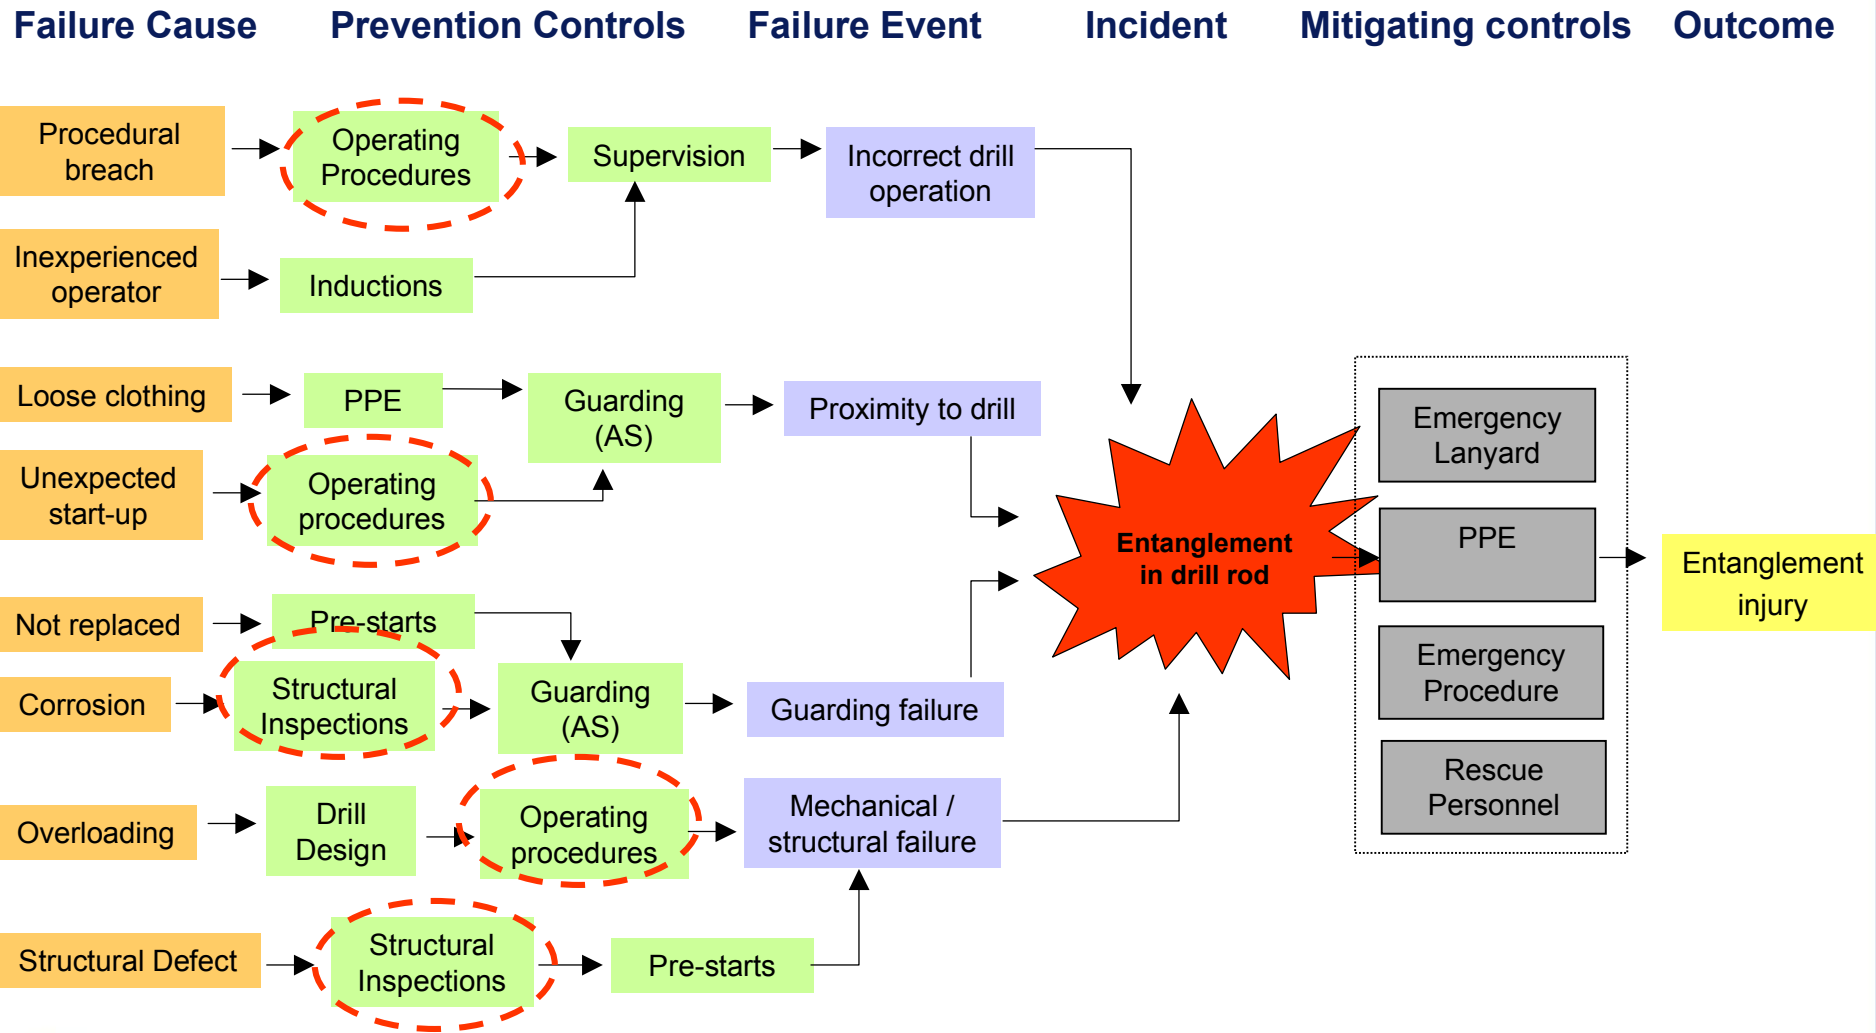 Failure Cause
Prevention Controls
Failure Event
Incident
Mitigating controls
Outcome
Procedural
breach
Operating
Procedures
Supervision
Incorrect drill
operation
Inexperienced
operator
Inductions
Loose clothing
PPE
Guarding
(AS)
Proximity to drill
Unexpected
start-up
Operating
procedures
Not replaced
Pre-starts
Corrosion
Structural
Inspections
Guarding
(AS)
Guarding failure
Overloading
Drill
Design
Operating
procedures
Mechanical /
structural failure
Structural Defect
Structural
Inspections
Pre-starts
Entanglement
in drill rod
Emergency
Lanyard
PPE
Emergency
Procedure
Rescue
Personnel
Entanglement
injury